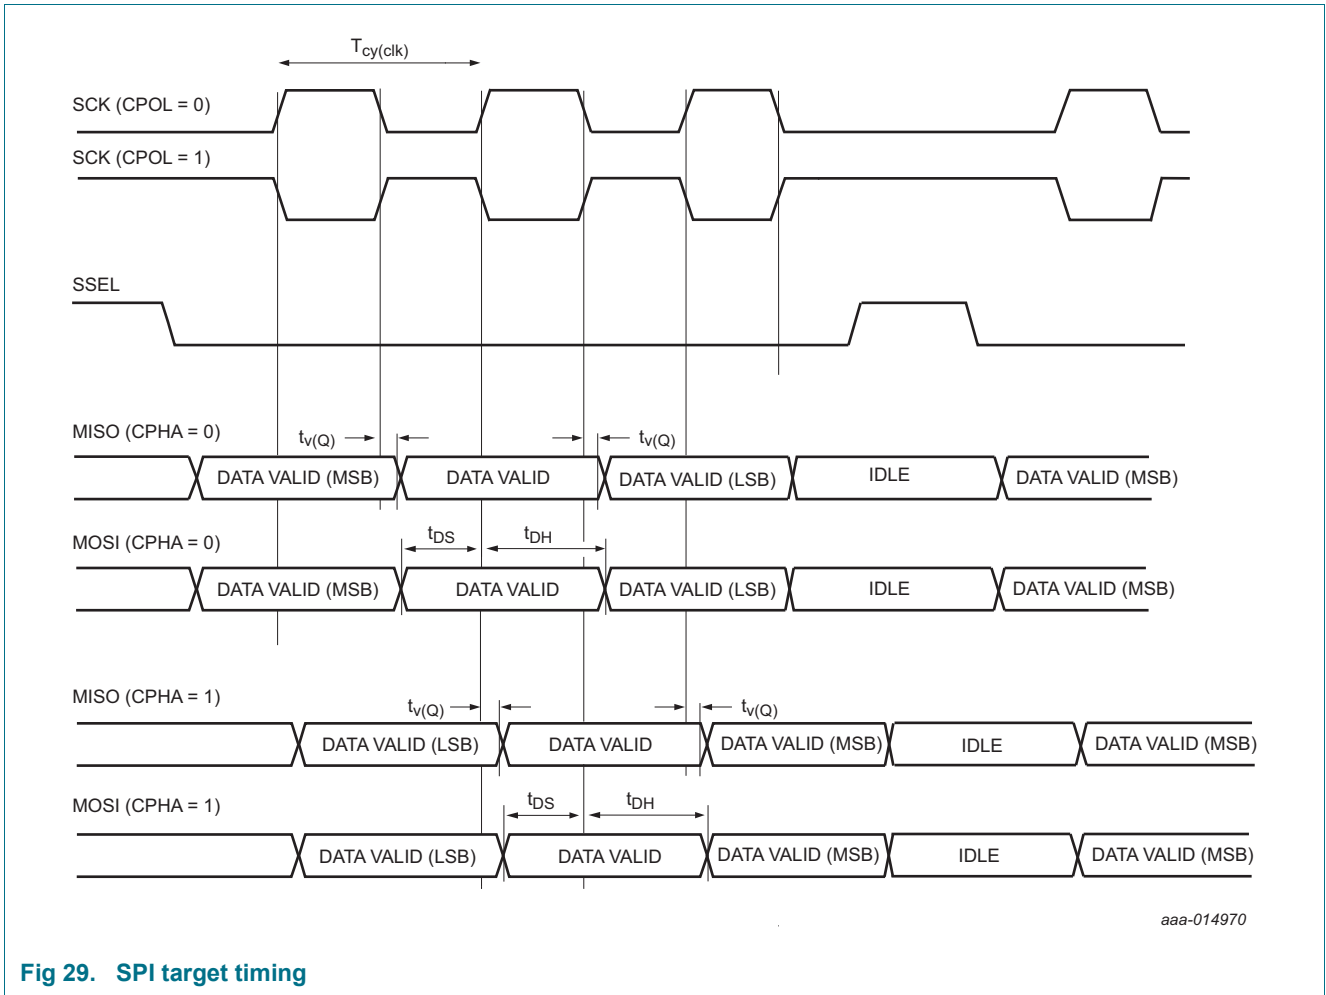 Tcy(clk)
SCK (CPOL = 0)
SCK (CPOL = 1)
SSEL
MISO (CPHA = 0)
tv(Q)
tv(Q)
DATA VALID (MSB)
DATA VALID
DATA VALID (LSB)
IDLE
DATA VALID (MSB)
MOSI (CPHA = 0)
tDS
tDH
DATA VALID (MSB)
DATA VALID
DATA VALID (LSB)
IDLE
DATA VALID (MSB)
MISO (CPHA = 1)
tv(Q)
tv(Q)
DATA VALID (LSB)
DATA VALID
DATA VALID (MSB)
IDLE
DATA VALID (MSB)
MOSI (CPHA = 1)
tDS
tDH
DATA VALID (LSB)
DATA VALID
DATA VALID (MSB)
IDLE
DATA VALID (MSB)
aaa-014970
Fig 29. SPI target timing